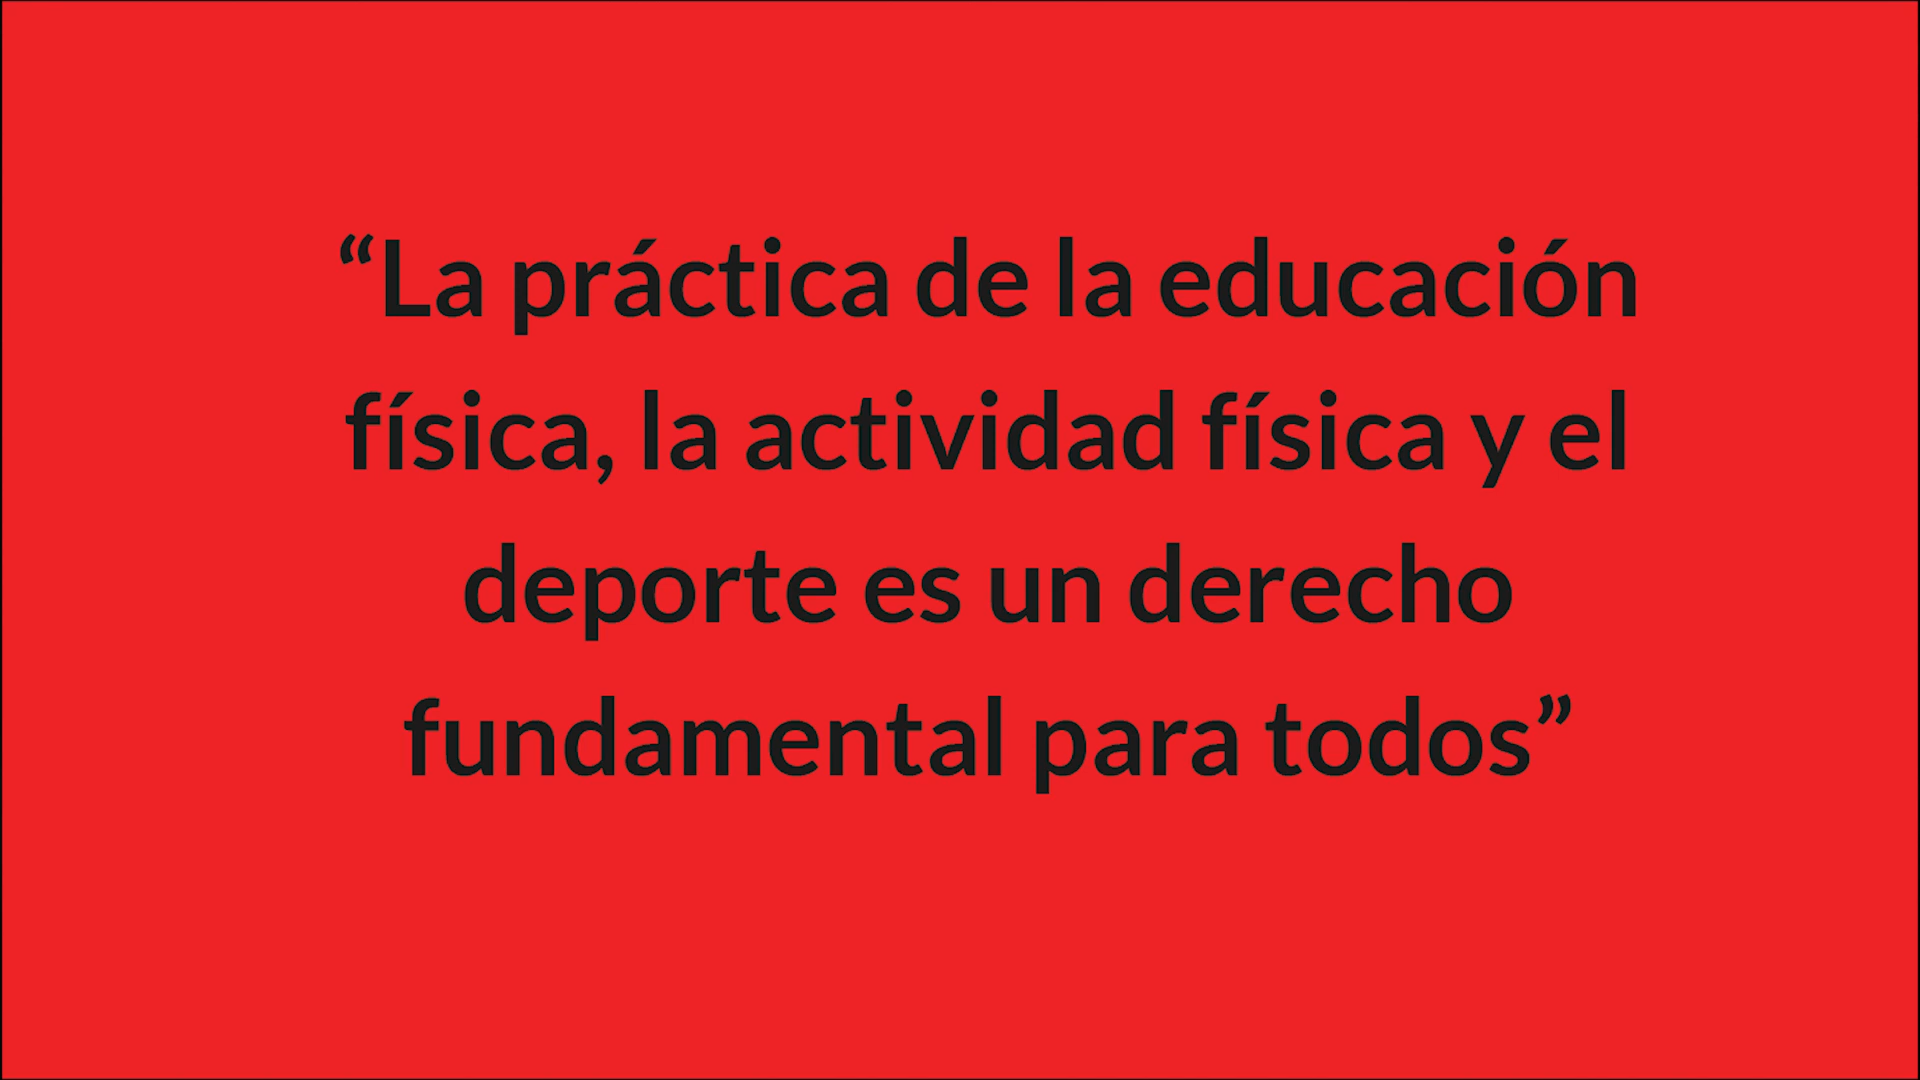 “La práctica de la educación
física, la actividad física y el
deporte es un derecho
fundamental para todos”